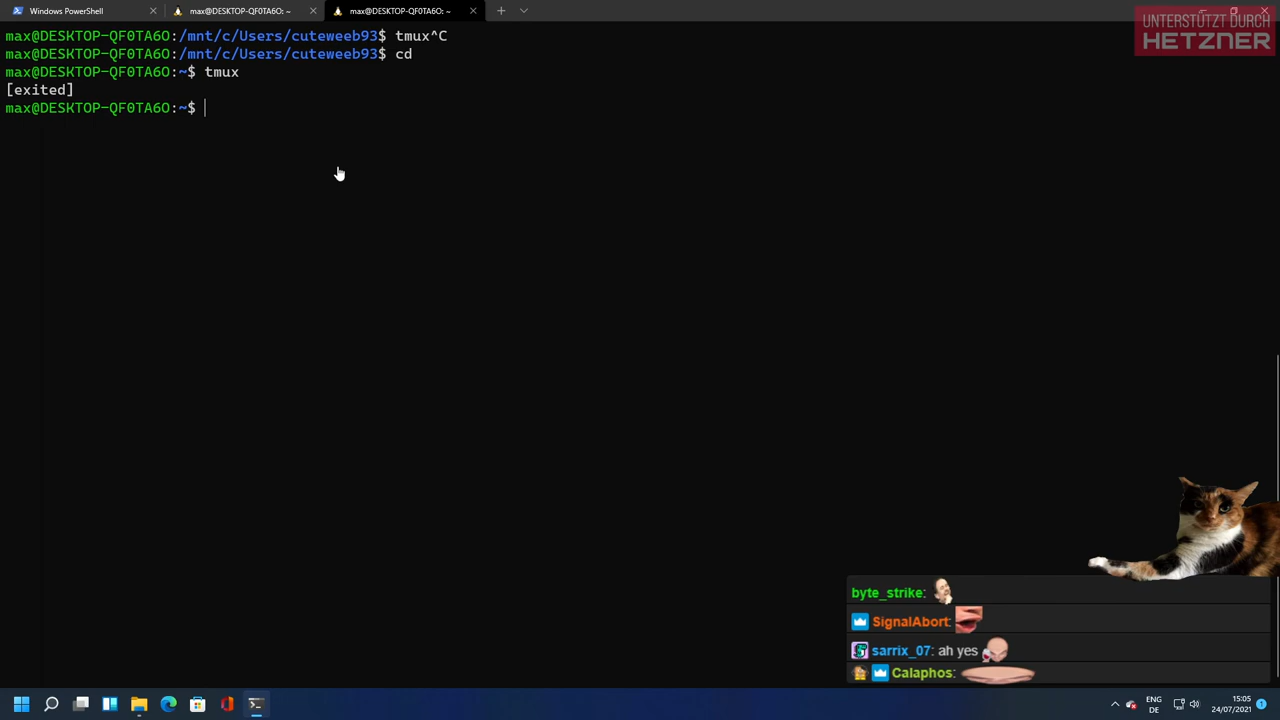 Windows PowerShell
max@DESKTOP-QF0TA6O: ~
max@DESKTOP-QF0TA6O: ~
UNTERSTÜTZT DURCH
HETZNER
max@DESKTOP-QF0TA6O:/mnt/c/Users/cuteweeb93$ tmux^C
max@DESKTOP-QF0TA6O:/mnt/c/Users/cuteweeb93$ cd
max@DESKTOP-QF0TA6O:~$ tmux
[exited]
max@DESKTOP-QF0TA6O:~$
byte_strike:
SignalAbort:
sarrix_07: ah yes
Calaphos:
ENG
DE
15:05
24/07/2021
1